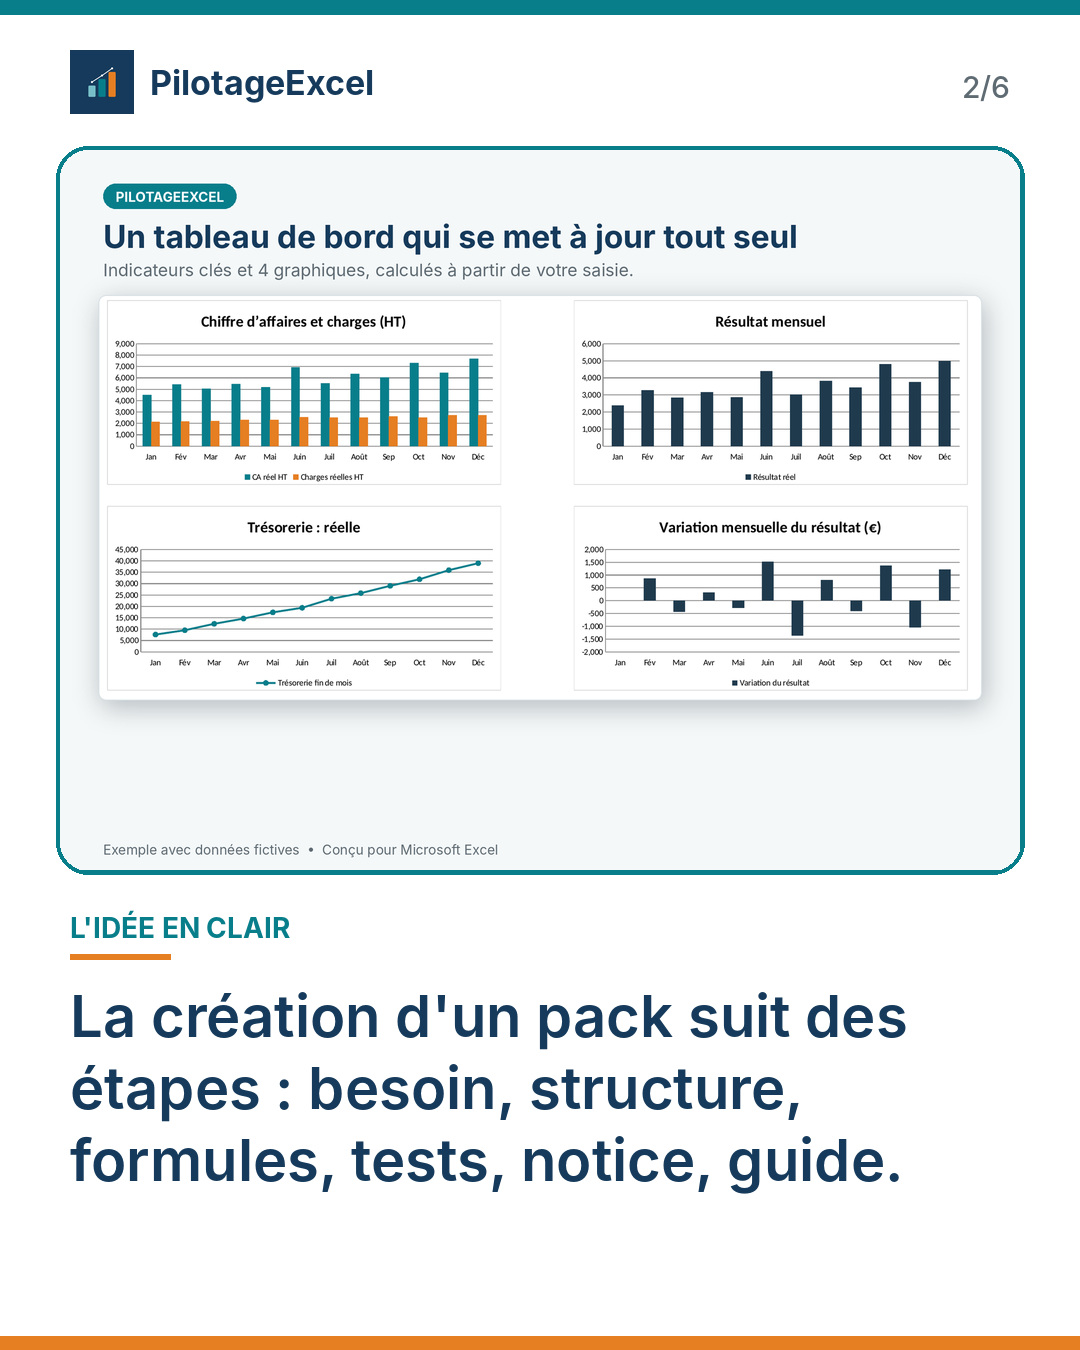 PilotageExcel
2/6
PILOTAGEEXCEL
Un tableau de bord qui se met à jour tout seul
Indicateurs clés et 4 graphiques, calculés à partir de votre saisie.
Chiffre d’affaires et charges (HT)
9,000
8,000
7,000
6,000
5,000
4,000
3,000
2,000
1,000
0
Jan Fév Mar Avr Mai Juin Juil Août Sep Oct Nov Déc
CA réel HT Charges réelles HT
Résultat mensuel
6,000
5,000
4,000
3,000
2,000
1,000
0
Jan Fév Mar Avr Mai Juin Juil Août Sep Oct Nov Déc
Résultat réel
Trésorerie : réelle
45,000
40,000
35,000
30,000
25,000
20,000
15,000
10,000
5,000
0
Jan Fév Mar Avr Mai Juin Juil Août Sep Oct Nov Déc
Trésorerie fin de mois
Variation mensuelle du résultat (€)
2,000
1,500
1,000
500
0
-500
-1,000
-1,500
-2,000
Jan Fév Mar Avr Mai Juin Juil Août Sep Oct Nov Déc
Variation du résultat
Exemple avec données fictives • Conçu pour Microsoft Excel
L'IDÉE EN CLAIR
La création d'un pack suit des
étapes : besoin, structure,
formules, tests, notice, guide.